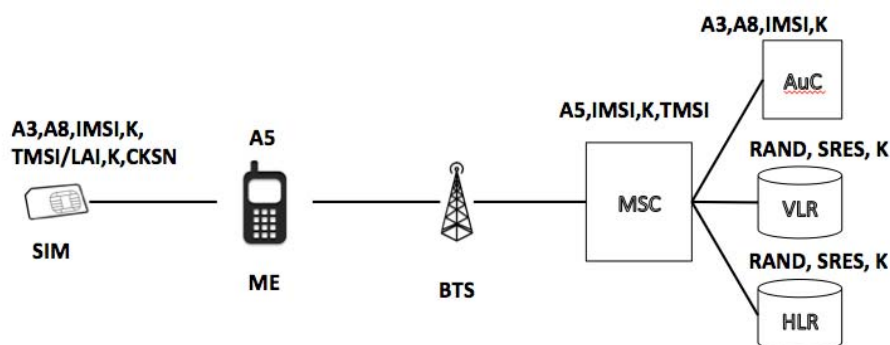 A3,A8,IMSI,K
AuC
A3,A8,IMSI,K,
TMSI/LAI,K,CKSN
A5
A5,IMSI,K,TMSI
RAND, SRES, K
MSC
VLR
SIM
ME
BTS
RAND, SRES, K
HLR